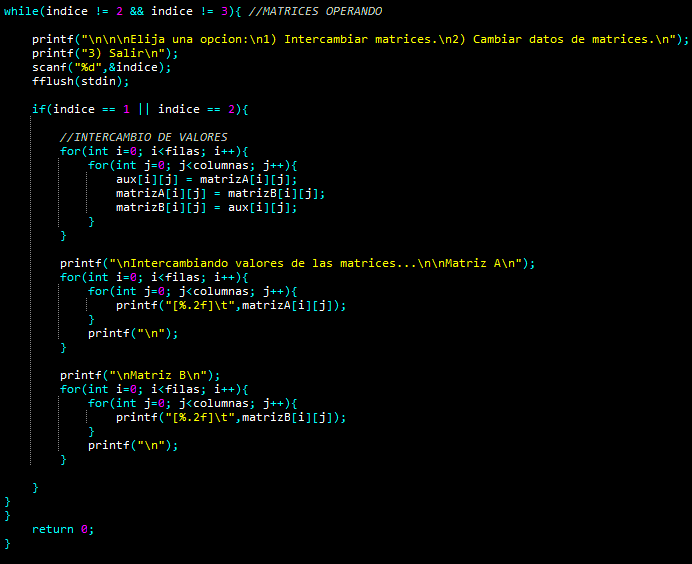 while(indice != 2 && indice != 3){ //MATRICES OPERANDO
printf("\n\n\nElija una opcion:\n1) Intercambiar matrices.\n2) Cambiar datos de matrices.\n");
printf("3) Salir\n");
scanf("%d",&indice);
fflush(stdin);
if(indice == 1 || indice == 2){
//INTERCAMBIO DE VALORES
for(int i=0; i<filas; i++){
for(int j=0; j<columnas; j++){
aux[i][j] = matrizA[i][j];
matrizA[i][j] = matrizB[i][j];
matrizB[i][j] = aux[i][j];
}
}
printf("\nIntercambiando valores de las matrices...\n\nMatriz A\n");
for(int i=0; i<filas; i++){
for(int j=0; j<columnas; j++){
printf("[%.2f]\t",matrizA[i][j]);
}
printf("\n");
}
printf("\nMatriz B\n");
for(int i=0; i<filas; i++){
for(int j=0; j<columnas; j++){
printf("[%.2f]\t",matrizB[i][j]);
}
printf("\n");
}
}
}
}
return 0;
}